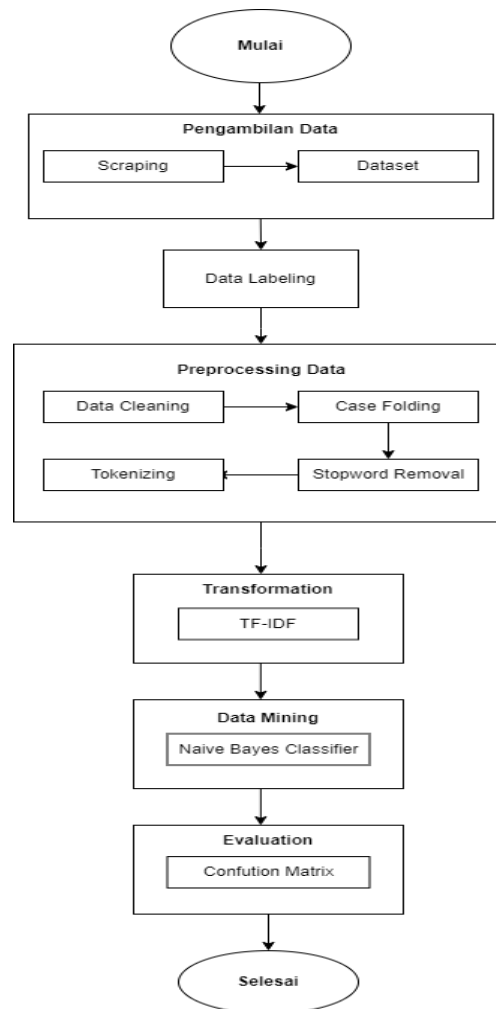 Mulai
Pengambilan Data
Scraping
Dataset
Data Labeling
Preprocessing Data
Data Cleaning
Case Folding
Tokenizing
Stopword Removal
Transformation
TF-IDF
Data Mining
Naive Bayes Classifier
Evaluation
Confution Matrix
Selesai